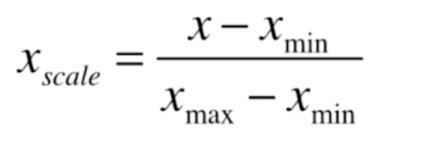 x_scale = (x − x_min) / (x_max − x_min)